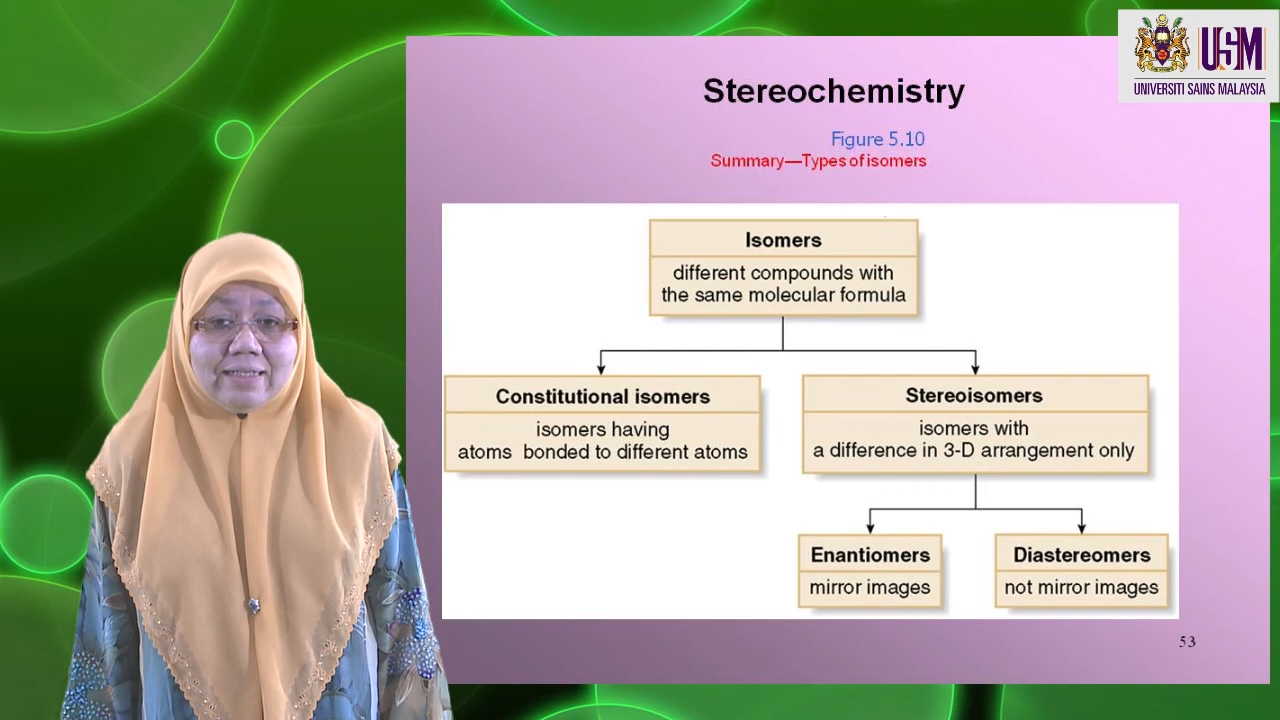 USM
UNIVERSITI SAINS MALAYSIA
Stereochemistry
Figure 5.10
Summary—Types of isomers
Isomers
different compounds with
the same molecular formula
Constitutional isomers
isomers having
atoms bonded to different atoms
Stereoisomers
isomers with
a difference in 3-D arrangement only
Enantiomers
mirror images
Diastereomers
not mirror images
53